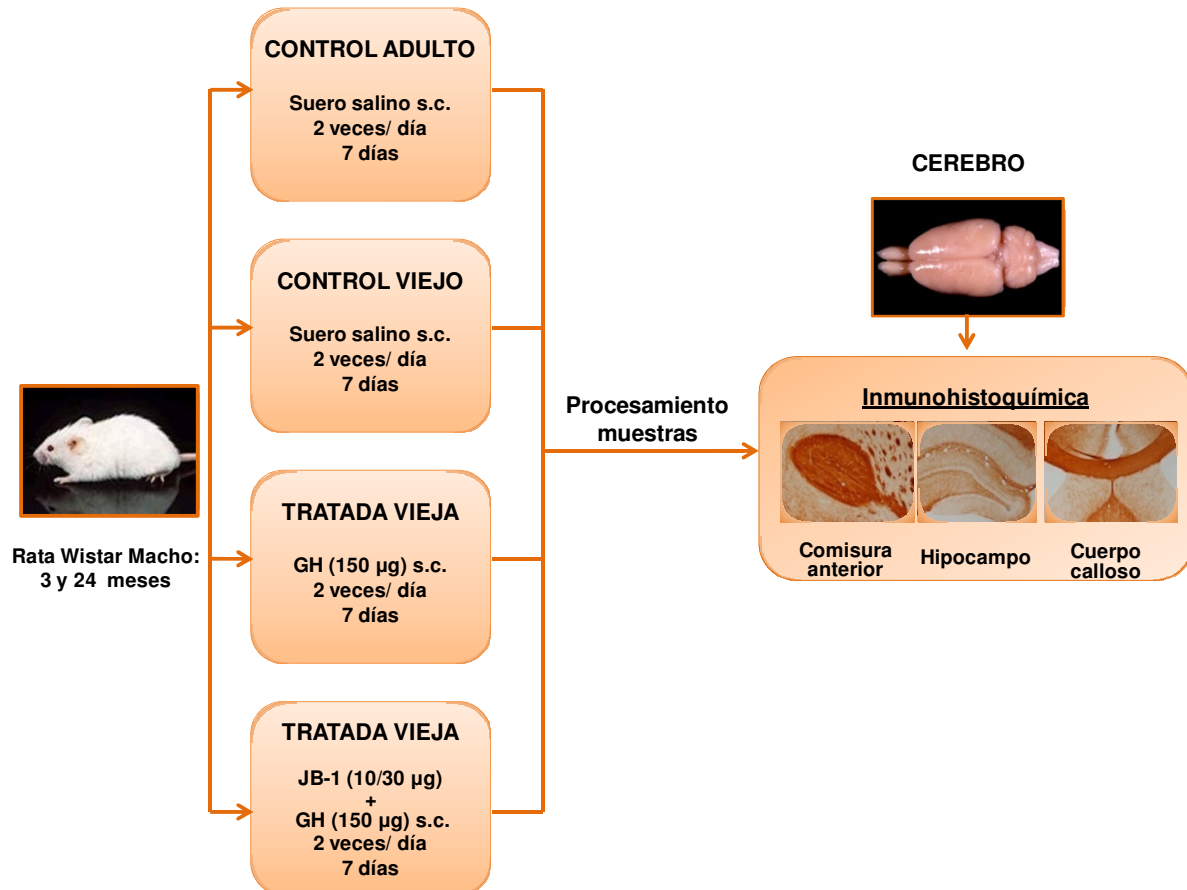 CONTROL ADULTO
Suero salino s.c.
2 veces/ día
7 días
CONTROL VIEJO
Suero salino s.c.
2 veces/ día
7 días
TRATADA VIEJA
GH (150 µg) s.c.
2 veces/ día
7 días
TRATADA VIEJA
JB-1 (10/30 µg)
+
GH (150 µg) s.c.
2 veces/ día
7 días
Rata Wistar Macho:
3 y 24 meses
Procesamiento
muestras
CEREBRO
Inmunohistoquímica
Comisura
anterior
Hipocampo
Cuerpo
calloso